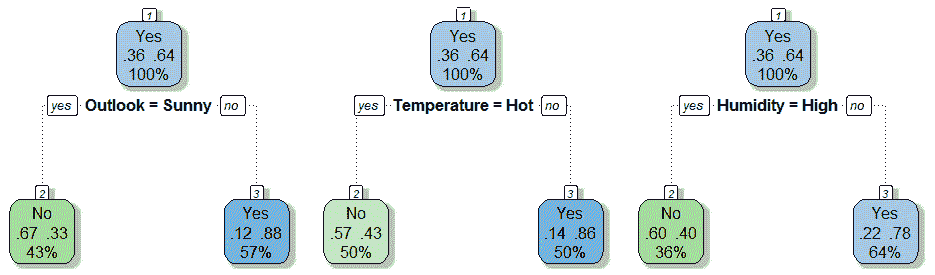 1
Yes
.36 .64
100%
yes Outlook = Sunny no
2
No
.67 .33
43%
3
Yes
.12 .88
57%
1
Yes
.36 .64
100%
yes Temperature = Hot no
2
No
.57 .43
50%
3
Yes
.14 .86
50%
1
Yes
.36 .64
100%
yes Humidity = High no
2
No
.60 .40
36%
3
Yes
.22 .78
64%